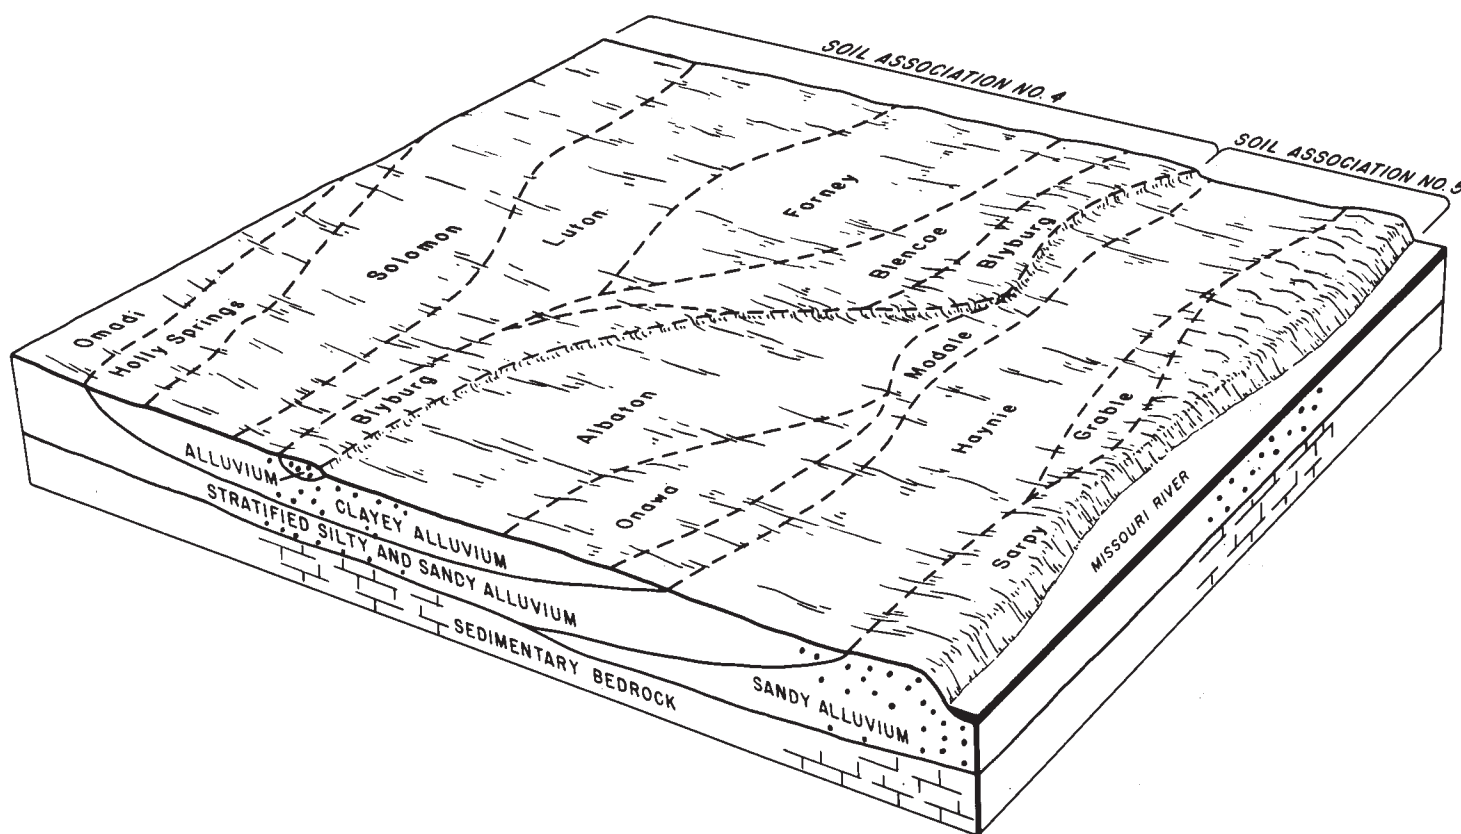 SOIL ASSOCIATION NO. 4
SOIL ASSOCIATION NO. 5
Omadi
Holly Springs
Solomon
Luton
Forney
Blencoe
Blyburg
Blyburg
Albaton
Modale
Onawa
Haynie
Grable
Sarpy
MISSOURI RIVER
ALLUVIUM
CLAYEY ALLUVIUM
STRATIFIED SILTY AND SANDY ALLUVIUM
SEDIMENTARY BEDROCK
SANDY ALLUVIUM